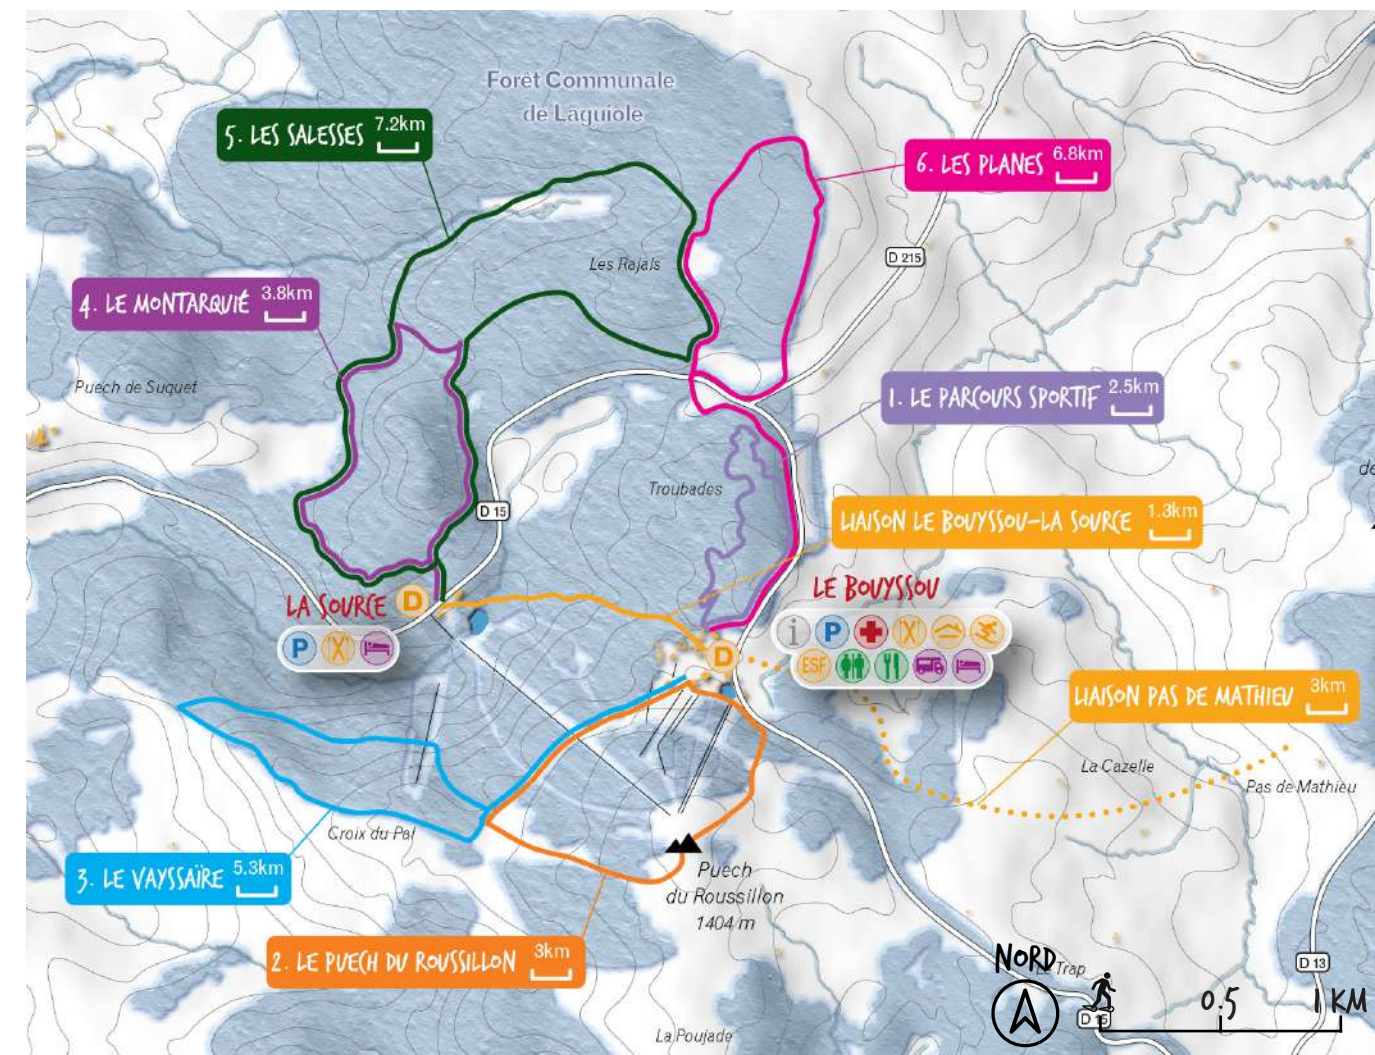 Forêt Communale
de Laguiole
5. LES SALESSES 7.2km
6. LES PLANES 6.8km
D 215
Les Rajals
4. LE MONTARQUIÉ 3.8km
Puech de Suquet
1. LE PARCOURS SPORTIF 2.5km
de
Troubades
D 15
LIAISON LE BOUYSSOU-LA SOURCE 1.3km
LE BOUYSSOU
LA SOURCE D
i P
P
D
ESF
LIAISON PAS DE MATHIEU 3km
La Cazelle
Pas de Mathieu
Croix du Pal
3. LE VAYSSAÏRE 5.3km
Puech
du Roussillon
1404 m
2. LE PUECH DU ROUSSILLON 3km
NORD
Trap
D 13
0.5 1 KM
D 15
La Poujade